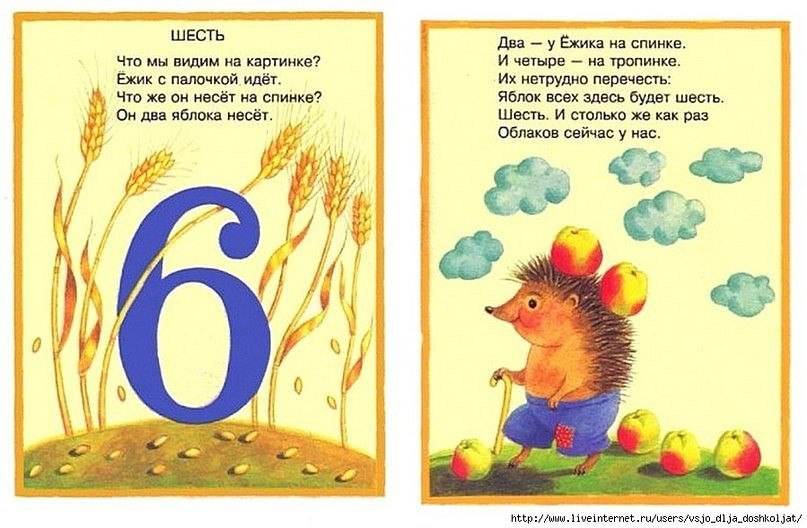 ШЕСТЬ
Что мы видим на картинке?
Ёжик с палочкой идёт.
Что же он несёт на спинке?
Он два яблока несёт.
6
Два — у Ёжика на спинке.
И четыре — на тропинке.
Их нетрудно перечесть:
Яблок всех здесь будет шесть.
Шесть. И столько же как раз
Облаков сейчас у нас.
http://www.liveinternet.ru/users/vsjo_dlja_doshkoljat/